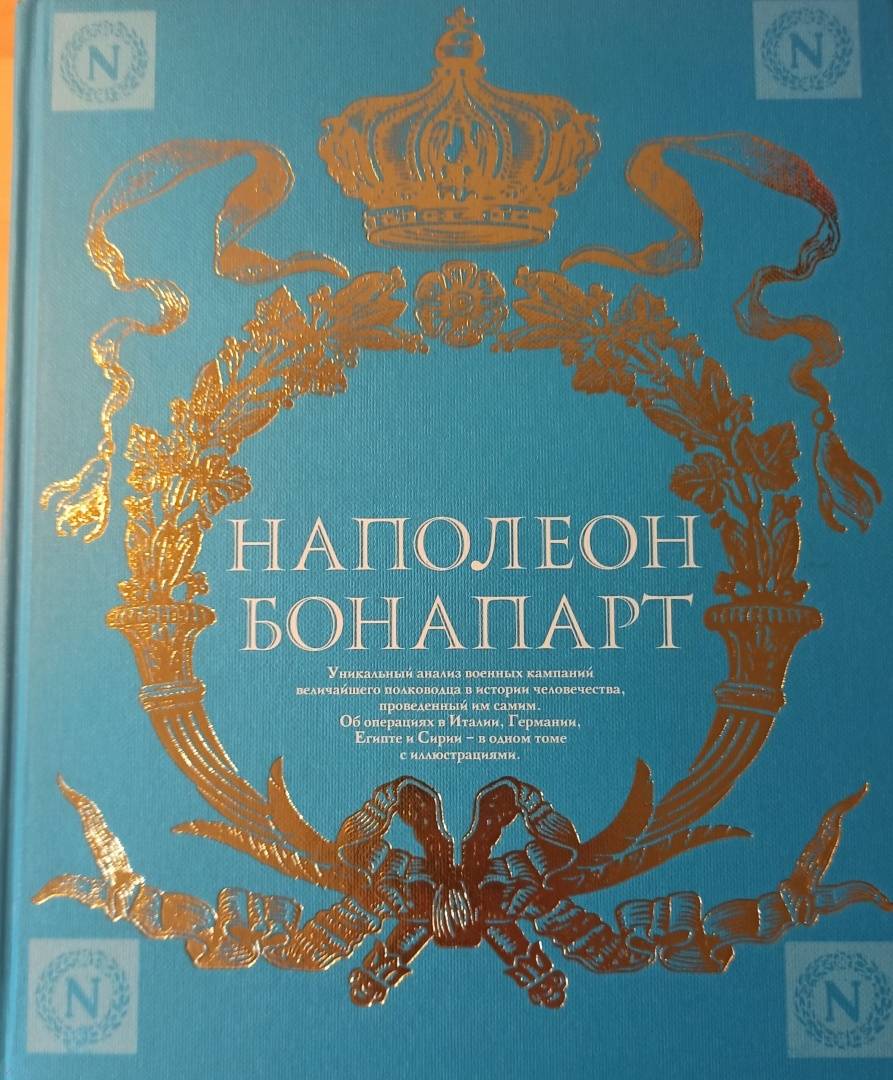 N
N
НАПОЛЕОН
БОНАПАРТ
Уникальный анализ военных кампаний
величайшего полководца в истории человечества,
проведенный им самим.
Об операциях в Италии, Германии,
Египте и Сирии – в одном томе
с иллюстрациями.
N
N